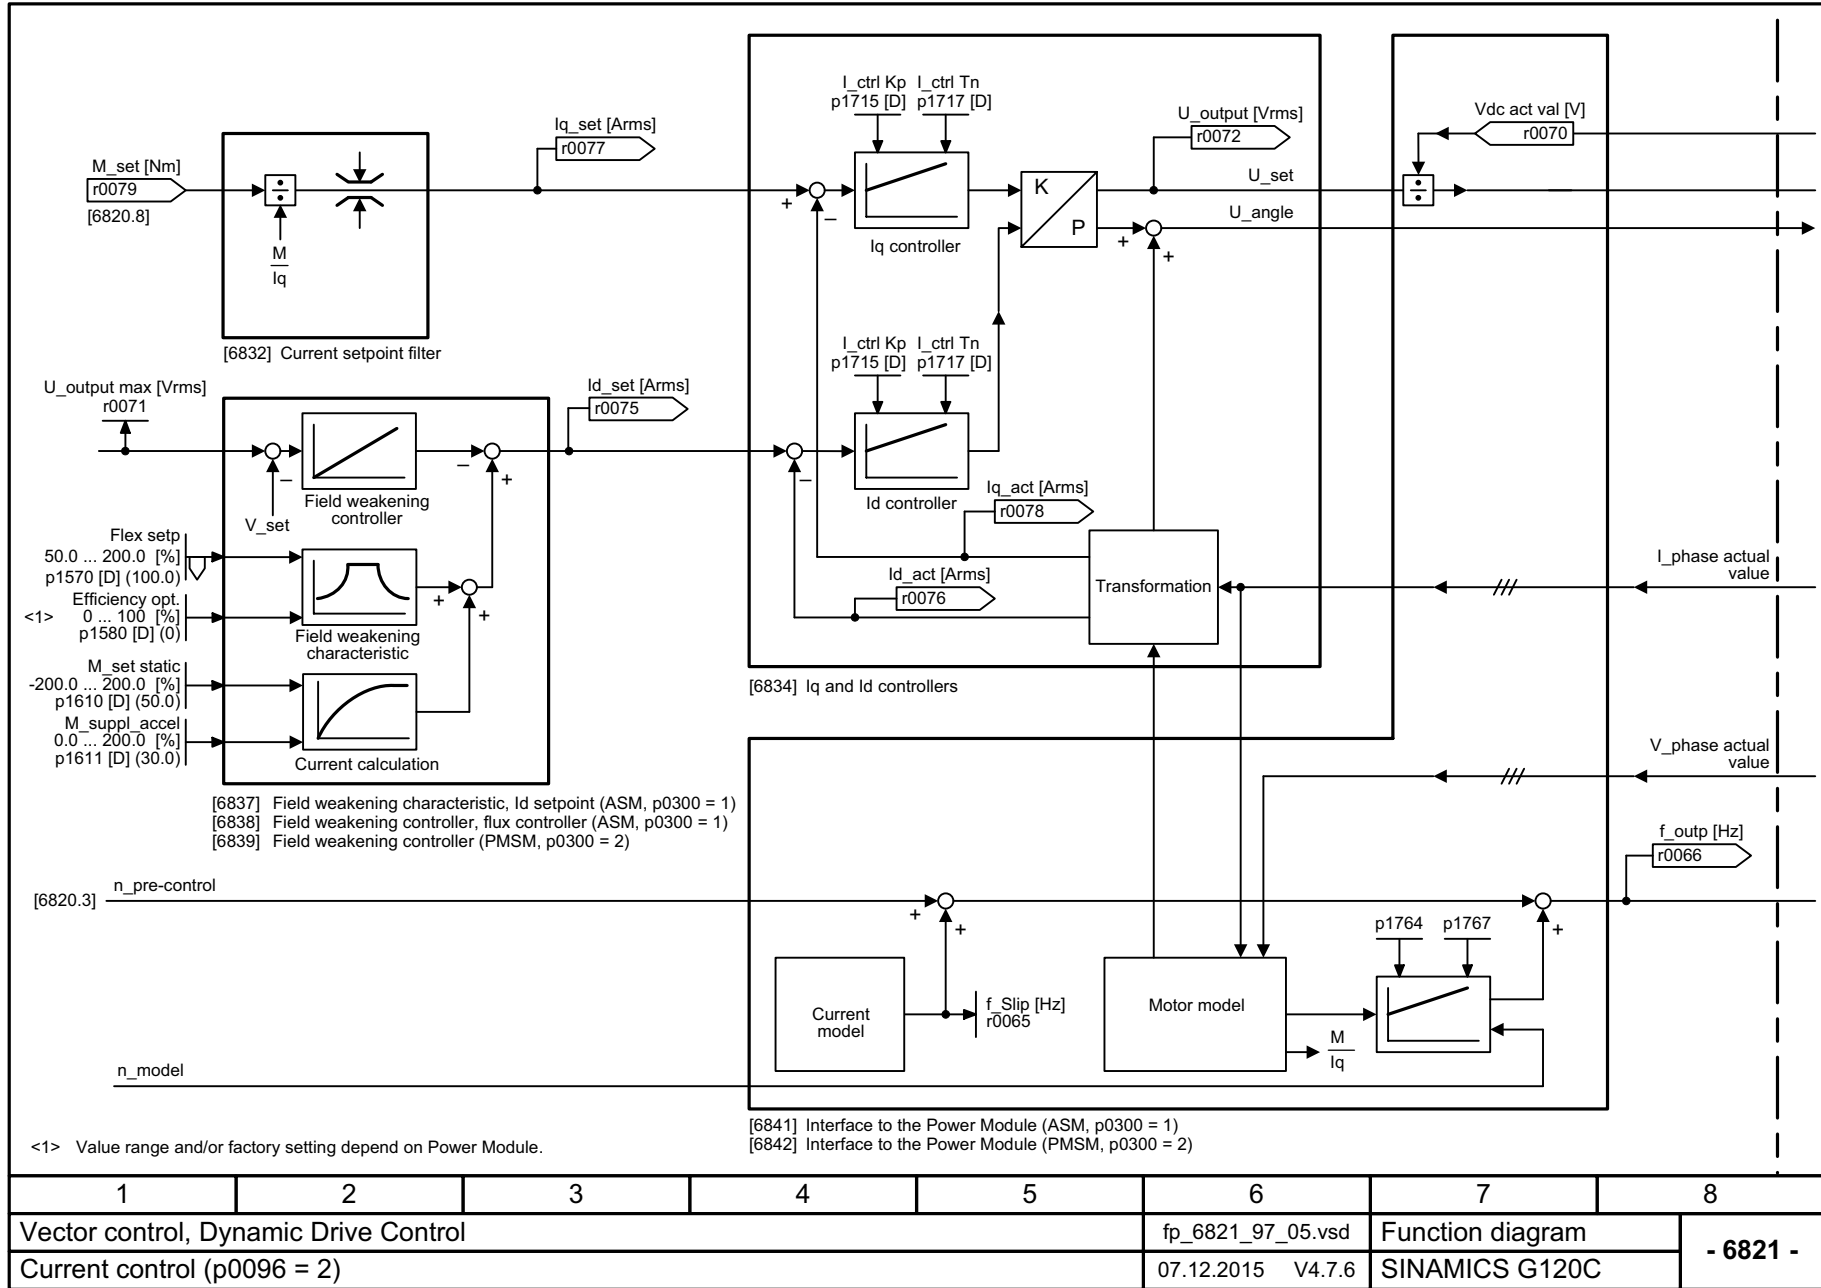 M_set [Nm]
r0079
[6820.8]
÷
M
Iq
[6832] Current setpoint filter
Iq_set [Arms]
r0077
I_ctrl Kp
p1715 [D]
I_ctrl Tn
p1717 [D]
+
–
Iq controller
K
P
U_output [Vrms]
r0072
U_set
U_angle
+
+
Vdc act val [V]
r0070
÷
U_output max [Vrms]
r0071
–
V_set
Field weakening
controller
–
+
Id_set [Arms]
r0075
I_ctrl Kp
p1715 [D]
I_ctrl Tn
p1717 [D]
–
Id controller
Iq_act [Arms]
r0078
Id_act [Arms]
r0076
Transformation
I_phase actual
value
Flex setp
50.0 ... 200.0 [%]
p1570 [D] (100.0)
Efficiency opt.
<1> 0 ... 100 [%]
p1580 [D] (0)
Field weakening
characteristic
+
+
M_set static
-200.0 ... 200.0 [%]
p1610 [D] (50.0)
M_suppl_accel
0.0 ... 200.0 [%]
p1611 [D] (30.0)
Current calculation
[6834] Iq and Id controllers
V_phase actual
value
[6837] Field weakening characteristic, Id setpoint (ASM, p0300 = 1)
[6838] Field weakening controller, flux controller (ASM, p0300 = 1)
[6839] Field weakening controller (PMSM, p0300 = 2)
f_outp [Hz]
r0066
[6820.3]
n_pre-control
+
+
p1764
p1767
+
Current
model
f_Slip [Hz]
r0065
Motor model
M
Iq
n_model
[6841] Interface to the Power Module (ASM, p0300 = 1)
[6842] Interface to the Power Module (PMSM, p0300 = 2)
<1> Value range and/or factory setting depend on Power Module.
1 2 3 4 5 6 7 8
Vector control, Dynamic Drive Control
fp_6821_97_05.vsd
Function diagram
- 6821 -
Current control (p0096 = 2)
07.12.2015 V4.7.6
SINAMICS G120C